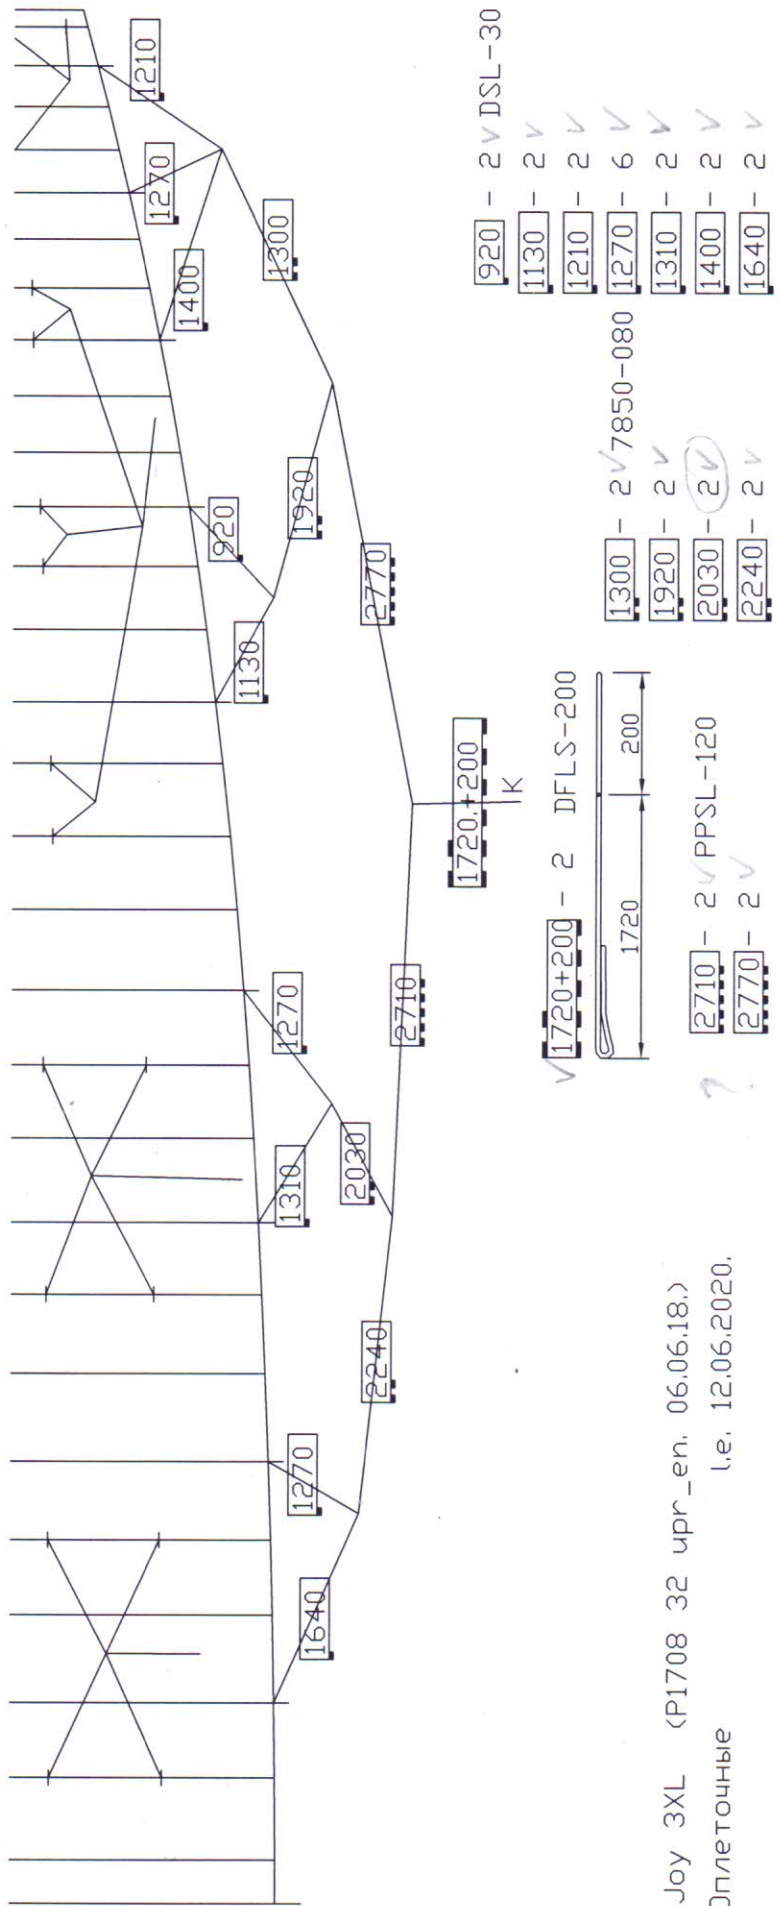 1640
1270
2240
1310
1270
2030
2710
1720.+200
K
1130
920
1920
2770
1400
1270
1210
1300
Joy 3XL (P1708 32 upr_en. 06.06.18.)
Оплеточные l.e. 12.06.2020.
✓ 1720+200 - 2 DFLS-200
1720 200
? 2710 - 2 ✓ PPSL-120
2770 - 2 ✓
1300 - 2 ✓ 7850-080
1920 - 2 ✓
2030 - 2 ✓
2240 - 2 ✓
920 - 2 ✓ DSL-30
1130 - 2 ✓
1210 - 2 ✓
1270 - 6 ✓
1310 - 2 ✓
1400 - 2 ✓
1640 - 2 ✓